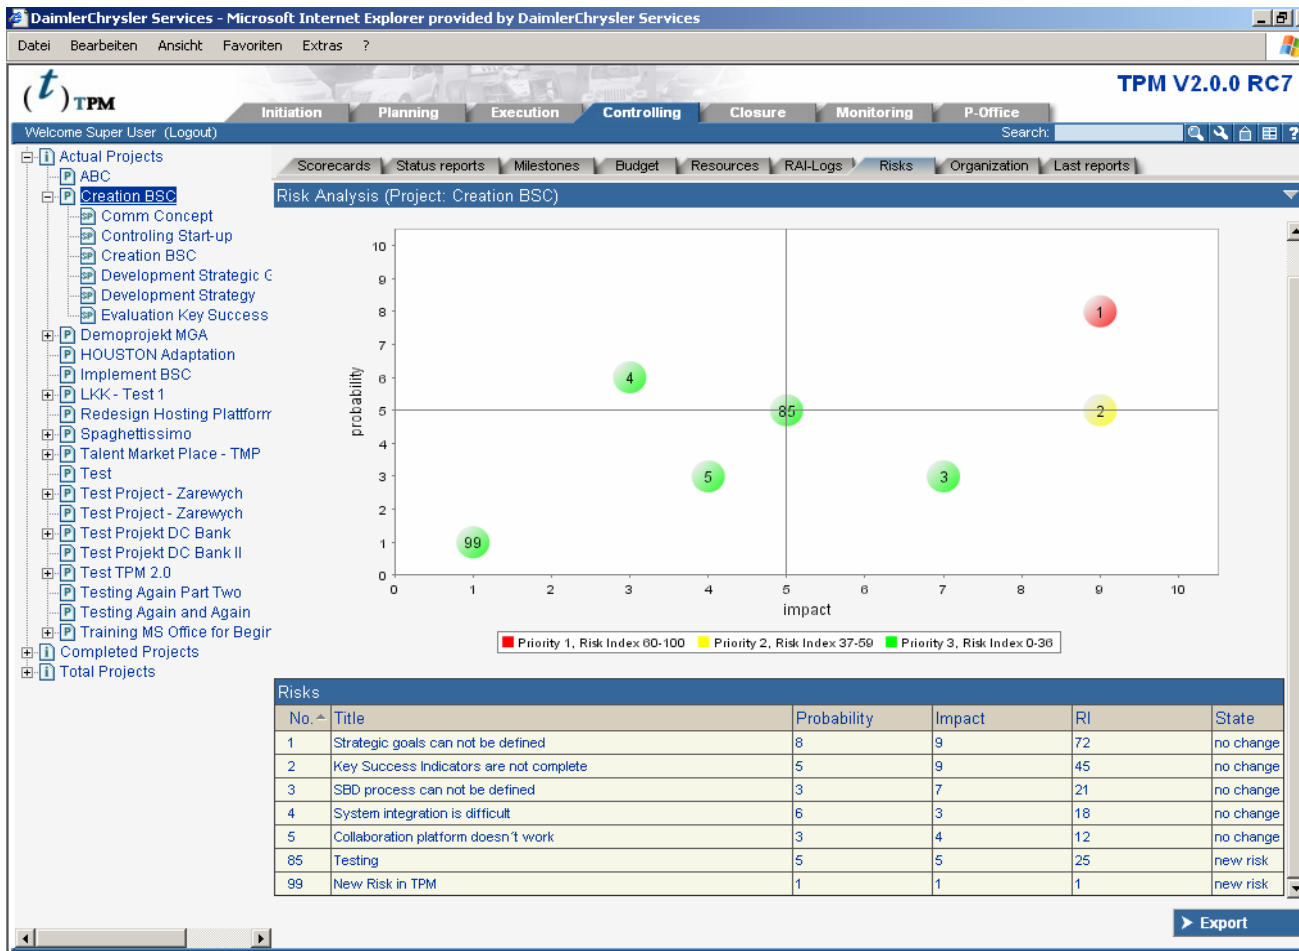 DaimlerChrysler Services - Microsoft Internet Explorer provided by DaimlerChrysler Services
Datei Bearbeiten Ansicht Favoriten Extras ?
(t) TPM
TPM V2.0.0 RC7
Initiation Planning Execution Controlling Closure Monitoring P-Office
Welcome Super User (Logout) Search: ?
Scorecards Status reports Milestones Budget Resources RAI-Logs Risks Organization Last reports
Actual Projects
ABC
Creation BSC
Comm Concept
Controling Start-up
Creation BSC
Development Strategic G
Development Strategy
Evaluation Key Success
Demoprojekt MGA
HOUSTON Adaptation
Implement BSC
LKK - Test 1
Redesign Hosting Plattform
Spaghettissimo
Talent Market Place - TMP
Test
Test Project - Zarewych
Test Project - Zarewych
Test Projekt DC Bank
Test Projekt DC Bank II
Test TPM 2.0
Testing Again Part Two
Testing Again and Again
Training MS Office for Begin
Completed Projects
Total Projects
Risk Analysis (Project: Creation BSC)
10
9
8
7
6
5
4
3
2
1
0
probability
1
4
85
2
5
3
99
0 1 2 3 4 5 6 7 8 9 10
impact
Priority 1, Risk Index 60-100 Priority 2, Risk Index 37-59 Priority 3, Risk Index 0-36
Risks
No. Title Probability Impact RI State
1 Strategic goals can not be defined 8 9 72 no change
2 Key Success Indicators are not complete 5 9 45 no change
3 SBD process can not be defined 3 7 21 no change
4 System integration is difficult 6 3 18 no change
5 Collaboration platform doesn´t work 3 4 12 no change
85 Testing 5 5 25 new risk
99 New Risk in TPM 1 1 1 new risk
Export